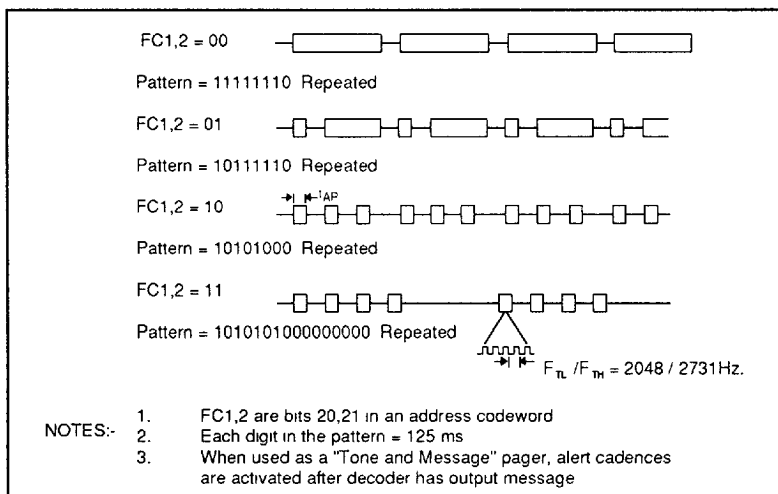 FC1,2 = 00
Pattern = 11111110 Repeated
FC1,2 = 01
Pattern = 10111110 Repeated
FC1,2 = 10
tAP
Pattern = 10101000 Repeated
FC1,2 = 11
Pattern = 1010101000000000 Repeated
FTL /FTH = 2048 / 2731Hz.
NOTES:-
1. FC1,2 are bits 20,21 in an address codeword
2. Each digit in the pattern = 125 ms
3. When used as a "Tone and Message" pager, alert cadences
are activated after decoder has output message